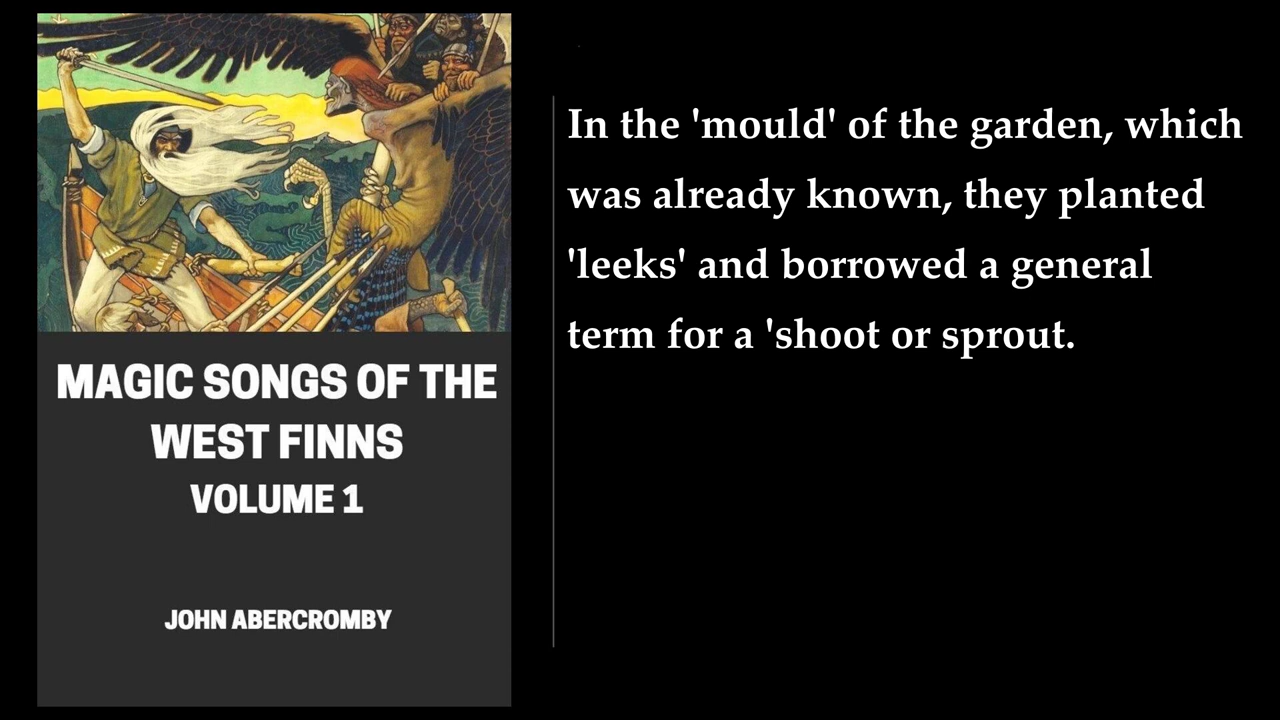 MAGIC SONGS OF THE
WEST FINNS
VOLUME 1
JOHN ABERCROMBY
In the 'mould' of the garden, which
was already known, they planted
'leeks' and borrowed a general
term for a 'shoot or sprout.